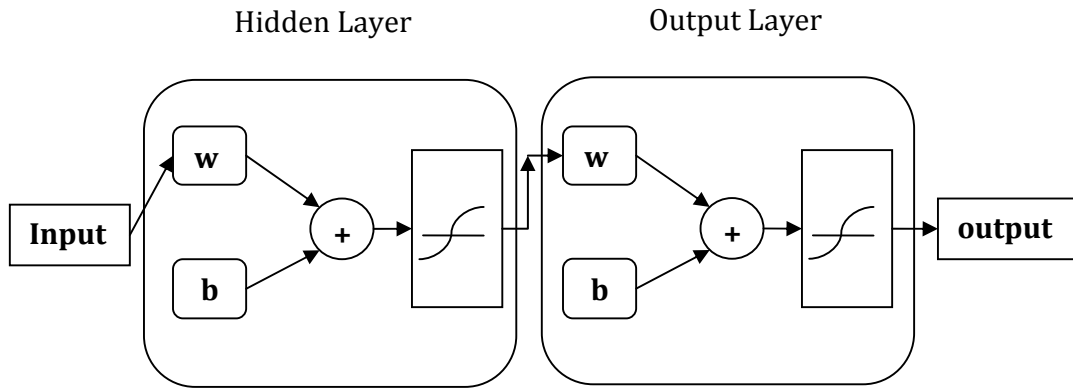 Hidden Layer
Output Layer
w
w
Input
+
+
output
b
b